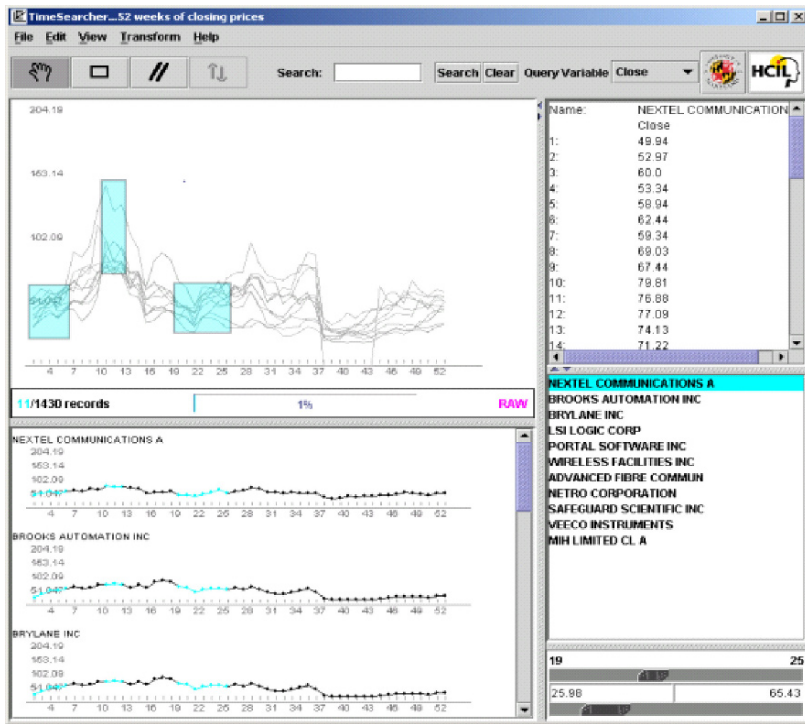 TimeSearcher...52 weeks of closing prices
File Edit View Transform Help
Search: Search Clear Query Variable Close HCIL
204.19
153.14
102.09
51.047
4 7 10 13 16 19 22 25 28 31 34 37 40 43 46 49 52
11/1430 records 1% RAW
NEXTEL COMMUNICATIONS A
204.19
153.14
102.09
51.047
4 7 10 13 16 19 22 25 28 31 34 37 40 43 46 49 52
BROOKS AUTOMATION INC
204.19
153.14
102.09
51.047
4 7 10 13 16 19 22 25 28 31 34 37 40 43 46 49 52
BRYLANE INC
204.19
153.14
102.09
51.047
4 7 10 13 16 19 22 25 28 31 34 37 40 43 46 49 52
Name: NEXTEL COMMUNICATION
Close
1: 49.94
2: 52.97
3: 60.0
4: 53.34
5: 58.94
6: 62.44
7: 59.34
8: 69.03
9: 67.44
10: 79.81
11: 76.88
12: 77.09
13: 74.13
14: 71.22
NEXTEL COMMUNICATIONS A
BROOKS AUTOMATION INC
BRYLANE INC
LSI LOGIC CORP
PORTAL SOFTWARE INC
WIRELESS FACILITIES INC
ADVANCED FIBRE COMMUN
NETRO CORPORATION
SAFEGUARD SCIENTIFIC INC
VEECO INSTRUMENTS
MIH LIMITED CL A
19 25
25.98 65.43